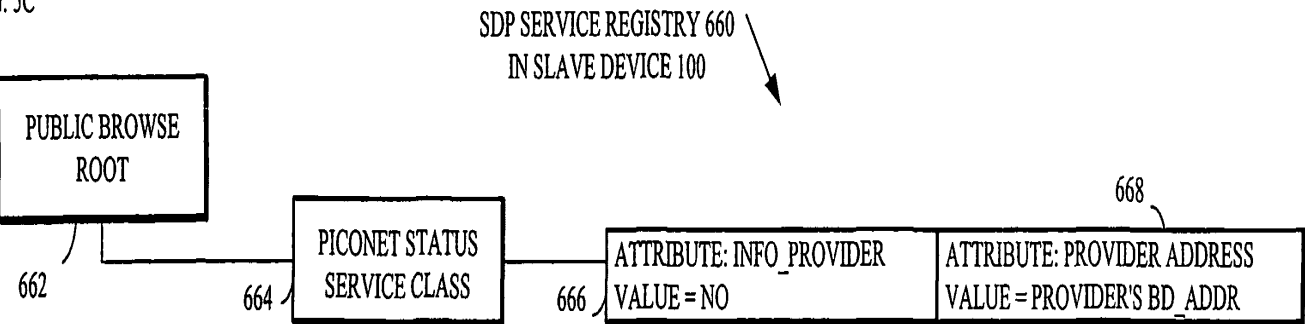 5C
SDP SERVICE REGISTRY 660
IN SLAVE DEVICE 100
PUBLIC BROWSE
ROOT
662
PICONET STATUS
SERVICE CLASS
664
666
ATTRIBUTE: INFO_PROVIDER
VALUE = NO
668
ATTRIBUTE: PROVIDER ADDRESS
VALUE = PROVIDER'S BD_ADDR